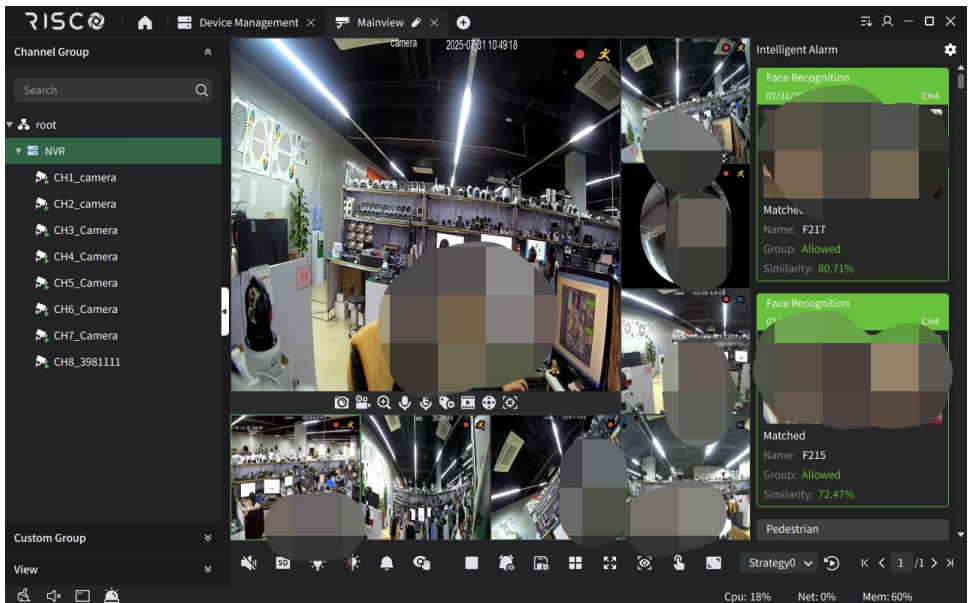 RISCO
Device Management
Mainview
Channel Group
Search
root
NVR
CH1_camera
CH2_camera
CH3_Camera
CH4_Camera
CH5_Camera
CH6_Camera
CH7_Camera
CH8_3981111
Custom Group
View
camera 2025-07-31 10:49:18
Intelligent Alarm
Face Recognition
CH4
Name: F217
Group: Allowed
Similarity: 80.71%
Face Recognition
CH4
Matched
Name: F215
Group: Allowed
Similarity: 72.47%
Pedestrian
SD
Strategy0
1 /1
Cpu: 18% Net: 0% Mem: 60%